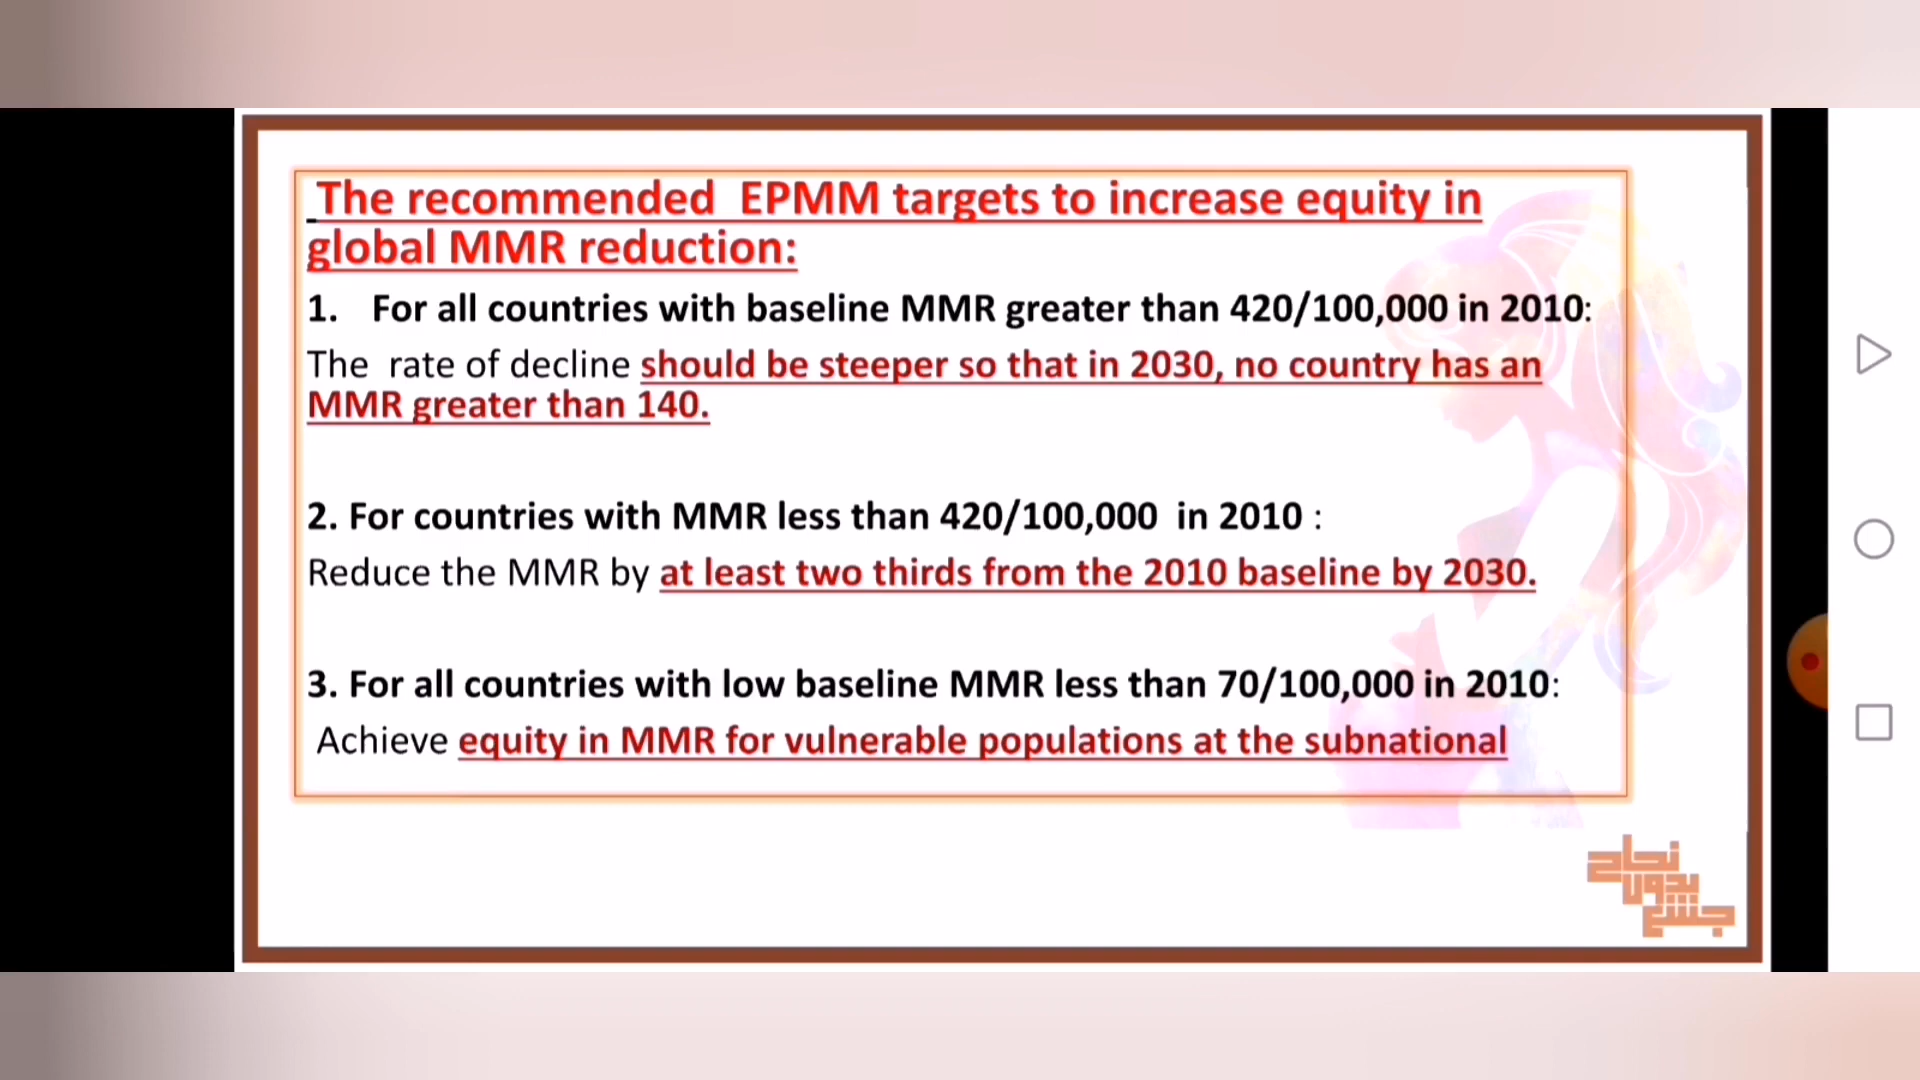 The recommended EPMM targets to increase equity in
global MMR reduction:
1. For all countries with baseline MMR greater than 420/100,000 in 2010:
The rate of decline should be steeper so that in 2030, no country has an
MMR greater than 140.
2. For countries with MMR less than 420/100,000 in 2010 :
Reduce the MMR by at least two thirds from the 2010 baseline by 2030.
3. For all countries with low baseline MMR less than 70/100,000 in 2010:
Achieve equity in MMR for vulnerable populations at the subnational
نجاح
بدون
جشع